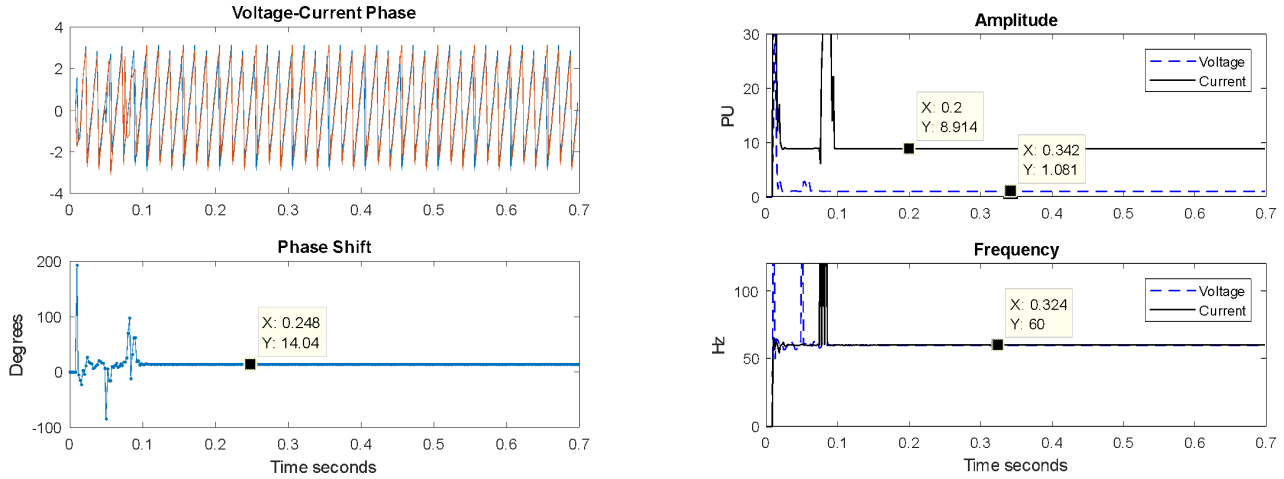 Voltage-Current Phase
4
2
0
-2
-4
0 0.1 0.2 0.3 0.4 0.5 0.6 0.7
Phase Shift
Degrees
200
100
0
-100
X: 0.248
Y: 14.04
0 0.1 0.2 0.3 0.4 0.5 0.6 0.7
Time seconds
Amplitude
PU
30
20
10
0
Voltage
Current
X: 0.2
Y: 8.914
X: 0.342
Y: 1.081
0 0.1 0.2 0.3 0.4 0.5 0.6 0.7
Frequency
Hz
100
50
0
Voltage
Current
X: 0.324
Y: 60
0 0.1 0.2 0.3 0.4 0.5 0.6 0.7
Time seconds